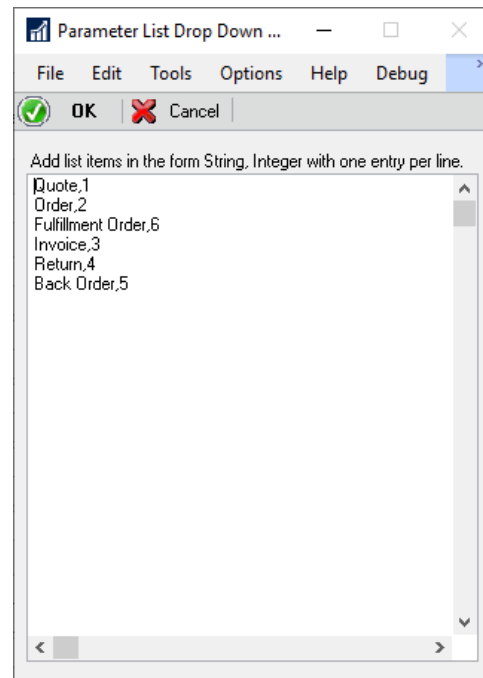 Parameter List Drop Down ...
File Edit Tools Options Help Debug
OK Cancel
Add list items in the form String, Integer with one entry per line.
Quote,1
Order,2
Fulfillment Order,6
Invoice,3
Return,4
Back Order,5